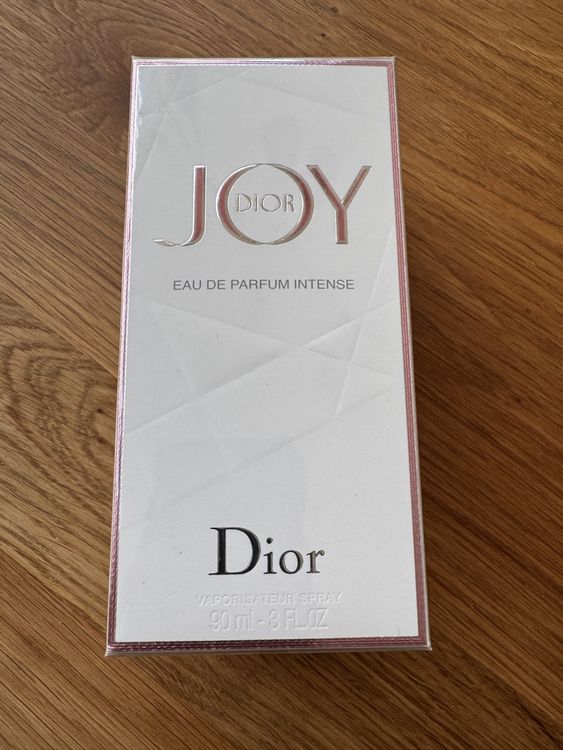 JOY
DIOR
EAU DE PARFUM INTENSE
Dior
VAPORISATEUR SPRAY
90 ml - 3 FL.OZ